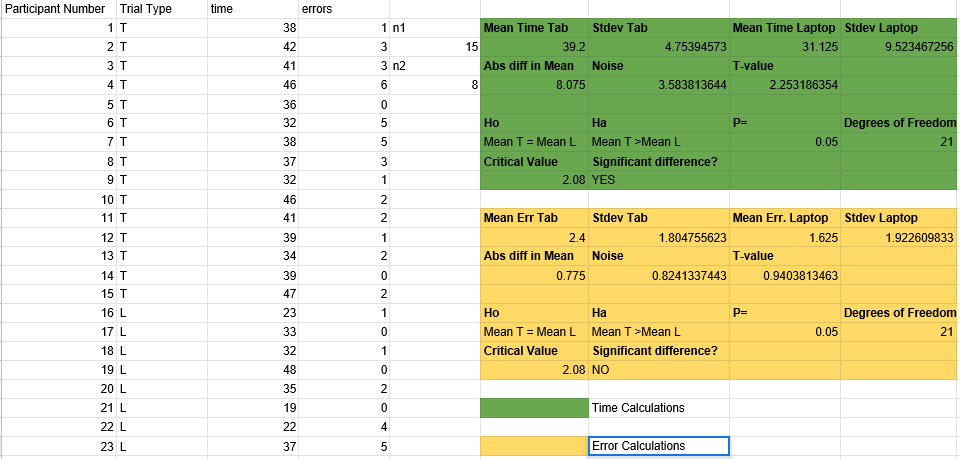 Participant Number Trial Type time errors
1 T 38 1 n1 Mean Time Tab Stdev Tab Mean Time Laptop Stdev Laptop
2 T 42 3 15 39.2 4.75394573 31.125 9.523467256
3 T 41 3 n2 Abs diff in Mean Noise T-value
4 T 46 6 8 8.075 3.583813644 2.253186354
5 T 36 0
6 T 32 5 Ho Ha P= Degrees of Freedom
7 T 38 5 Mean T = Mean L Mean T >Mean L 0.05 21
8 T 37 3 Critical Value Significant difference?
9 T 32 1 2.08 YES
10 T 46 2
11 T 41 2 Mean Err Tab Stdev Tab Mean Err. Laptop Stdev Laptop
12 T 39 1 2.4 1.804755623 1.625 1.922609833
13 T 34 2 Abs diff in Mean Noise T-value
14 T 39 0 0.775 0.8241337443 0.9403813463
15 T 47 2
16 L 23 1 Ho Ha P= Degrees of Freedom
17 L 33 0 Mean T = Mean L Mean T >Mean L 0.05 21
18 L 32 1 Critical Value Significant difference?
19 L 48 0 2.08 NO
20 L 35 2
21 L 19 0 Time Calculations
22 L 22 4
23 L 37 5 Error Calculations